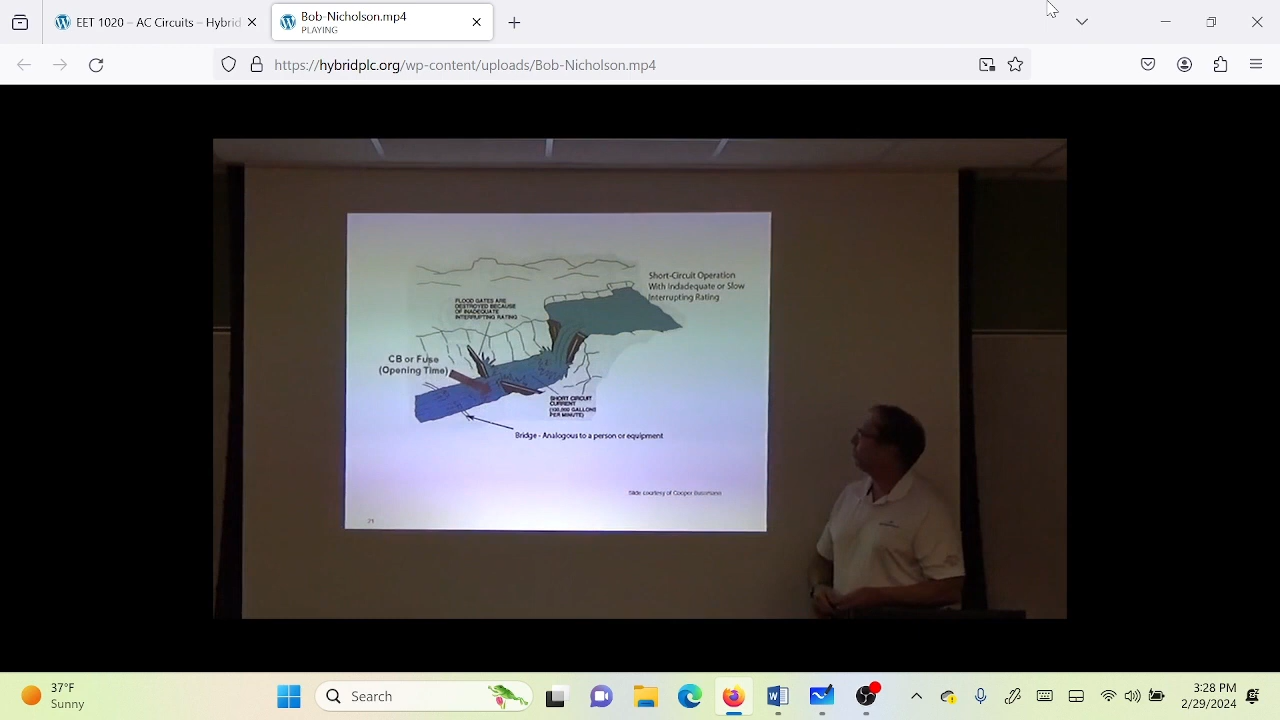 EET 1020 – AC Circuits – Hybrid
Bob-Nicholson.mp4
PLAYING
https://hybridplc.org/wp-content/uploads/Bob-Nicholson.mp4
Short-Circuit Operation
With Indadequate or Slow
Interrupting Rating
FLOOD GATES ARE
DESTROYED BECAUSE
OF INADEQUATE
INTERRUPTING RATING
CB or Fuse
(Opening Time)
SHORT CIRCUIT
CURRENT
(100,000 GALLONS
PER MINUTE)
Bridge - Analogous to a person or equipment
Slide courtesy of Cooper Bussmann
37°F
Sunny
Search
3:28 PM
2/29/2024